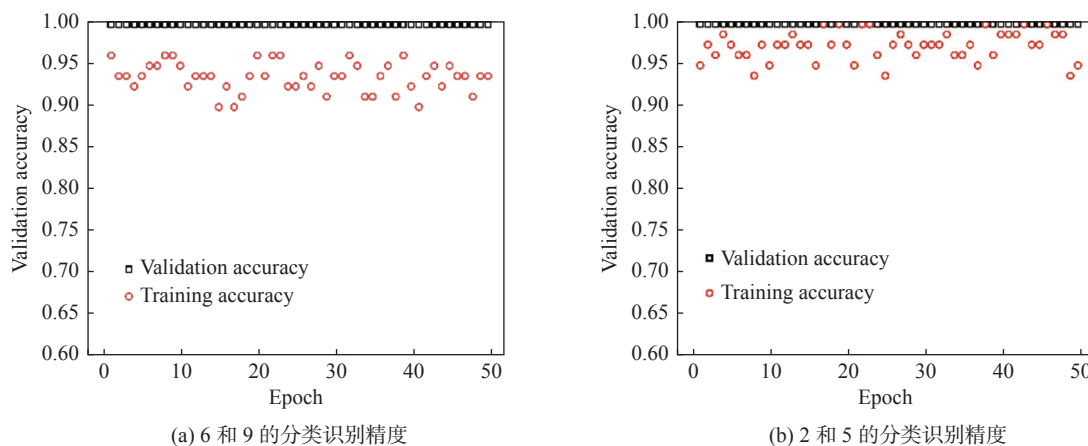 1.00
0.95
0.90
0.85
0.80
0.75
0.70
0.65
0.60
Validation accuracy
Validation accuracy
Training accuracy
0 10 20 30 40 50
Epoch
(a) 6 和 9 的分类识别精度
1.00
0.95
0.90
0.85
0.80
0.75
0.70
0.65
0.60
Validation accuracy
Validation accuracy
Training accuracy
0 10 20 30 40 50
Epoch
(b) 2 和 5 的分类识别精度